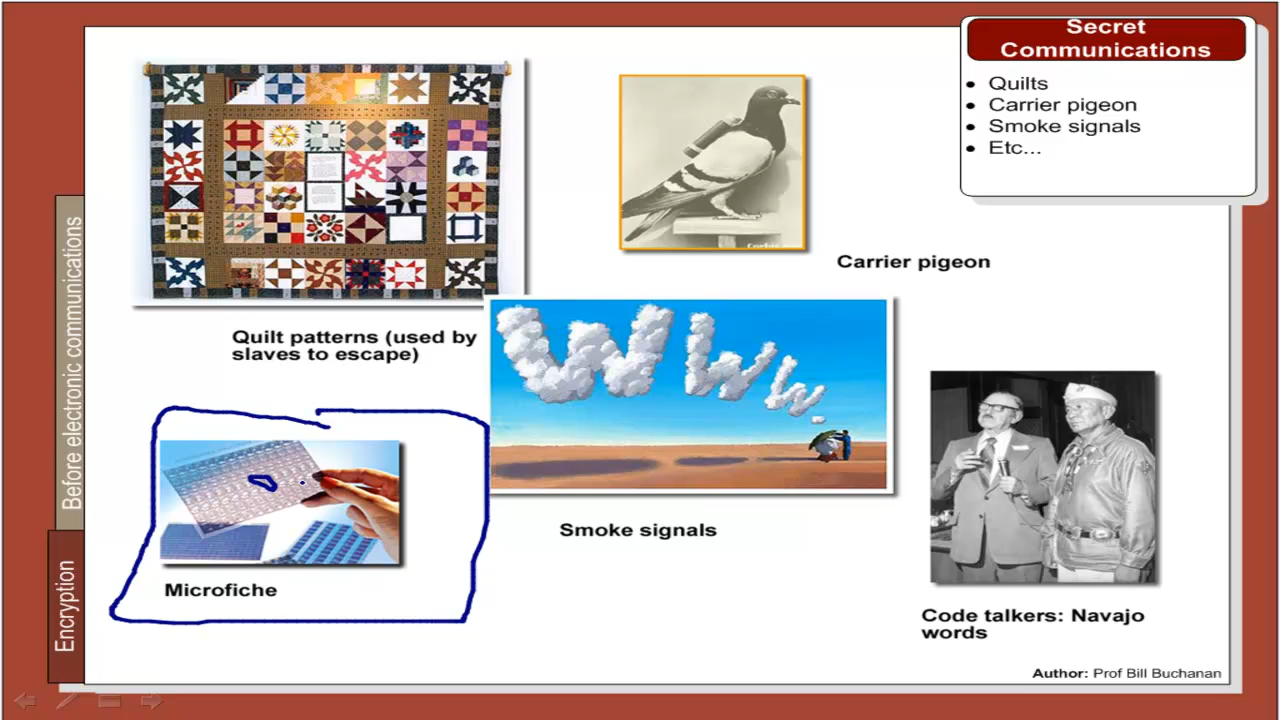 Secret
Communications
• Quilts
• Carrier pigeon
• Smoke signals
• Etc...
Carrier pigeon
Quilt patterns (used by
slaves to escape)
Before electronic communications
WWW.
Smoke signals
Microfiche
Encryption
Code talkers: Navajo
words
Author: Prof Bill Buchanan